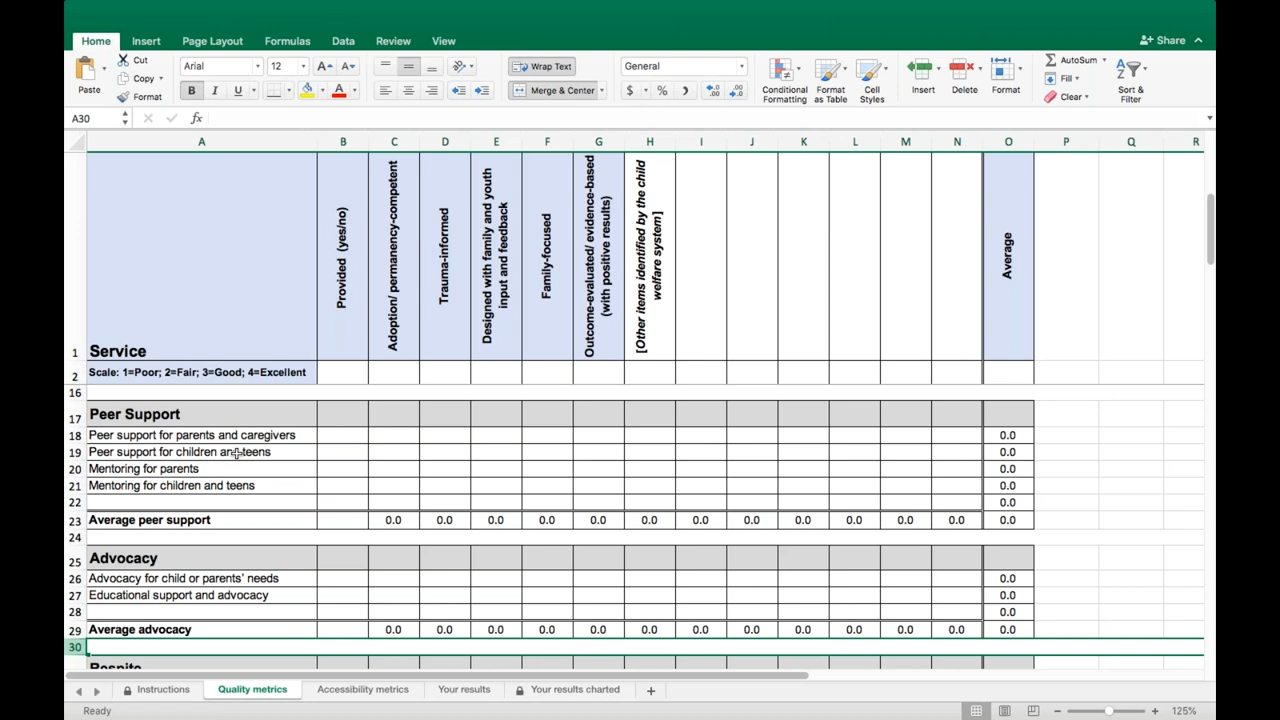 Home Insert Page Layout Formulas Data Review View Share
Cut
Copy
Format
Paste
Arial 12
B I U A
Wrap Text
Merge & Center
General
$ %
Conditional Formatting
Format as Table
Cell Styles
Insert
Delete
Format
AutoSum
Fill
Clear
Sort & Filter
A30 fx
A B C D E F G H I J K L M N O P Q R
1 Service
Provided (yes/no)
Adoption/ permanency-competent
Trauma-informed
Designed with family and youth
input and feedback
Family-focused
Outcome-evaluated/ evidence-based
(with positive results)
[Other items identified by the child
welfare system]
Average
2 Scale: 1=Poor; 2=Fair; 3=Good; 4=Excellent
16
17 Peer Support
18 Peer support for parents and caregivers 0.0
19 Peer support for children and teens 0.0
20 Mentoring for parents 0.0
21 Mentoring for children and teens 0.0
22 0.0
23 Average peer support 0.0 0.0 0.0 0.0 0.0 0.0 0.0 0.0 0.0 0.0 0.0 0.0 0.0
24
25 Advocacy
26 Advocacy for child or parents' needs 0.0
27 Educational support and advocacy 0.0
28 0.0
29 Average advocacy 0.0 0.0 0.0 0.0 0.0 0.0 0.0 0.0 0.0 0.0 0.0 0.0 0.0
30
Respite
Instructions Quality metrics Accessibility metrics Your results Your results charted
Ready 125%